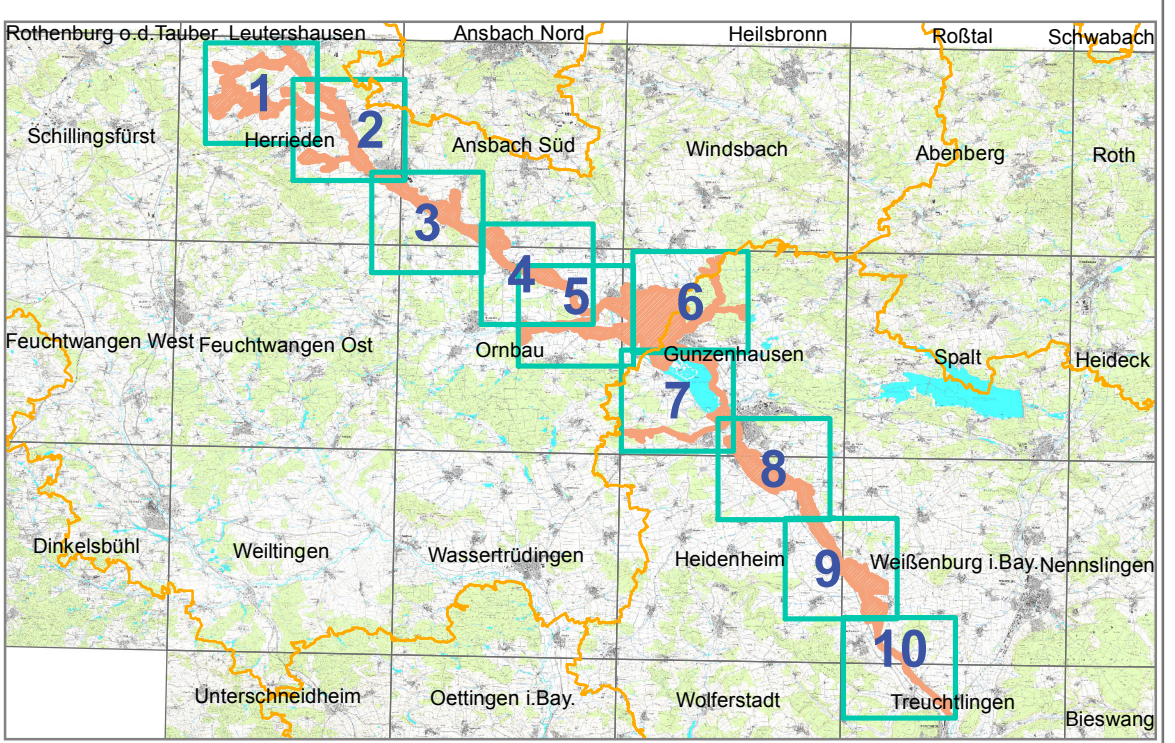 Rothenburg o.d.Tauber Leutershausen Ansbach Nord Heilsbronn Roßtal Schwabach
1
2
Schillingsfürst Herrieden Ansbach Süd Windsbach Abenberg Roth
3
4
5
6
Feuchtwangen West Feuchtwangen Ost Ornbau Gunzenhausen Spalt Heideck
7
8
Dinkelsbühl Weiltingen Wassertrüdingen Heidenheim Weißenburg i.Bay. Nennslingen
9
10
Unterschneidheim Oettingen i.Bay. Wolferstadt Treuchtlingen
Bieswang